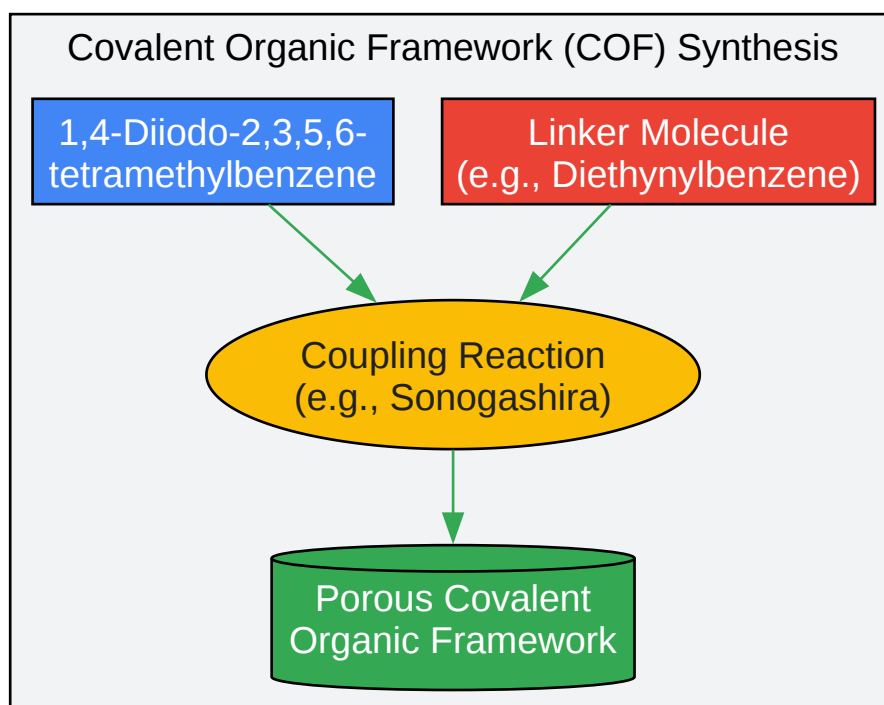 Covalent Organic Framework (COF) Synthesis
1,4-Diiodo-2,3,5,6-
tetramethylbenzene
Linker Molecule
(e.g., Diethynylbenzene)
Coupling Reaction
(e.g., Sonogashira)
Porous Covalent
Organic Framework